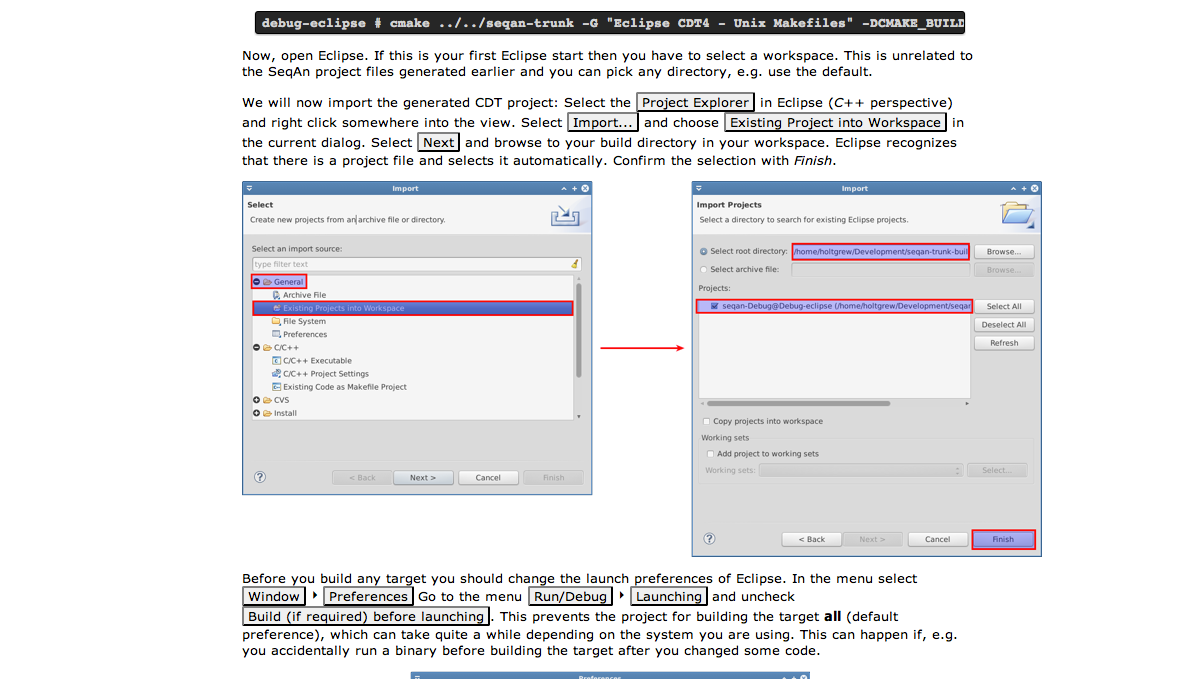 debug-eclipse # cmake ../../seqan-trunk -G "Eclipse CDT4 - Unix Makefiles" -DCMAKE_BUILD
Now, open Eclipse. If this is your first Eclipse start then you have to select a workspace. This is unrelated to
the SeqAn project files generated earlier and you can pick any directory, e.g. use the default.
We will now import the generated CDT project: Select the Project Explorer in Eclipse (C++ perspective)
and right click somewhere into the view. Select Import... and choose Existing Project into Workspace in
the current dialog. Select Next and browse to your build directory in your workspace. Eclipse recognizes
that there is a project file and selects it automatically. Confirm the selection with Finish.
Import
Select
Create new projects from an archive file or directory.
Select an import source:
type filter text
General
Archive File
Existing Projects into Workspace
File System
Preferences
C/C++
C/C++ Executable
C/C++ Project Settings
Existing Code as Makefile Project
CVS
Install
< Back Next > Cancel Finish
Import
Import Projects
Select a directory to search for existing Eclipse projects.
Select root directory: /home/holtgrew/Development/seqan-trunk-buil Browse...
Select archive file: Browse...
Projects:
seqan-Debug@Debug-eclipse (/home/holtgrew/Development/seqan Select All
Deselect All
Refresh
Copy projects into workspace
Working sets
Add project to working sets
Working sets: Select...
< Back Next > Cancel Finish
Before you build any target you should change the launch preferences of Eclipse. In the menu select
Window ‣ Preferences Go to the menu Run/Debug ‣ Launching and uncheck
Build (if required) before launching. This prevents the project for building the target all (default
preference), which can take quite a while depending on the system you are using. This can happen if, e.g.
you accidentally run a binary before building the target after you changed some code.
Preferences